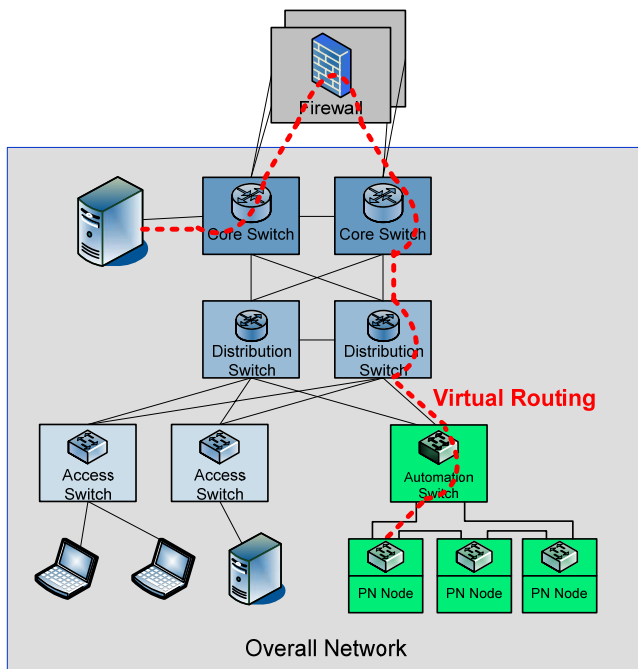 Firewall
Core Switch
Core Switch
Distribution
Switch
Distribution
Switch
Virtual Routing
Access
Switch
Access
Switch
Automation
Switch
PN Node
PN Node
PN Node
Overall Network